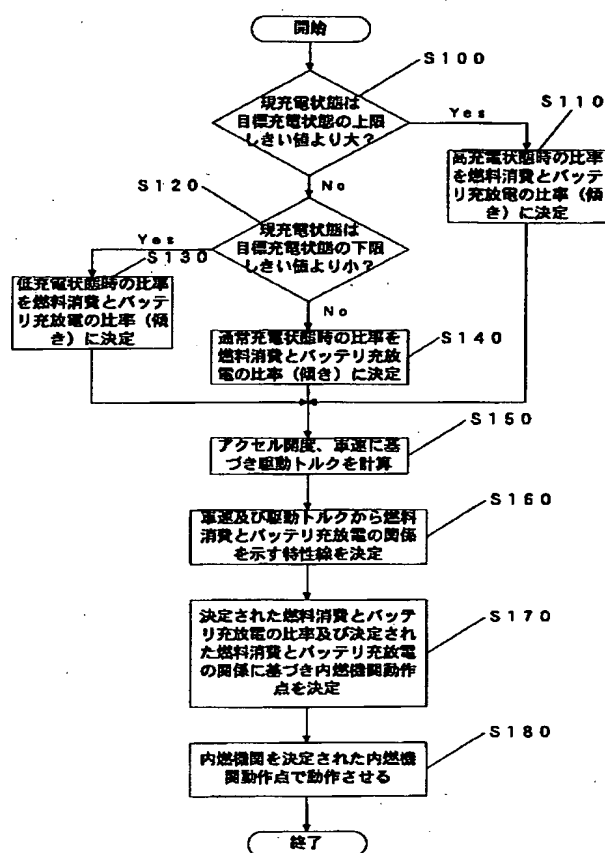 開始
S100
現充電状態は
目標充電状態の上限
しきい値より大?
Yes
S110
高充電状態時の比率
を燃料消費とバッテ
リ充放電の比率(傾
き)に決定
No
S120
現充電状態は
目標充電状態の下限
しきい値より小?
Yes
S130
低充電状態時の比率
を燃料消費とバッテ
リ充放電の比率(傾
き)に決定
No
S140
通常充電状態時の比率を
燃料消費とバッテリ充放
電の比率(傾き)に決定
S150
アクセル開度、車速に基
づき駆動トルクを計算
S160
車速及び駆動トルクから燃料
消費とバッテリ充放電の関係
を示す特性線を決定
S170
決定された燃料消費とバッテ
リ充放電の比率及び決定され
た燃料消費とバッテリ充放電
の関係に基づき内燃機関動作
点を決定
S180
内燃機関を決定された内燃機
関動作点で動作させる
終了